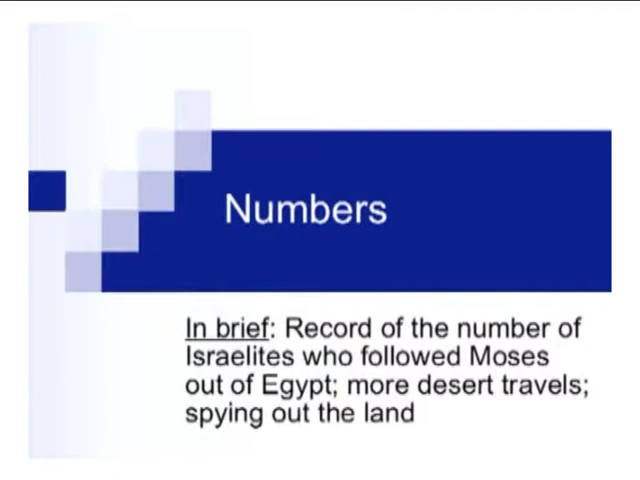 Numbers
In brief: Record of the number of
Israelites who followed Moses
out of Egypt; more desert travels;
spying out the land